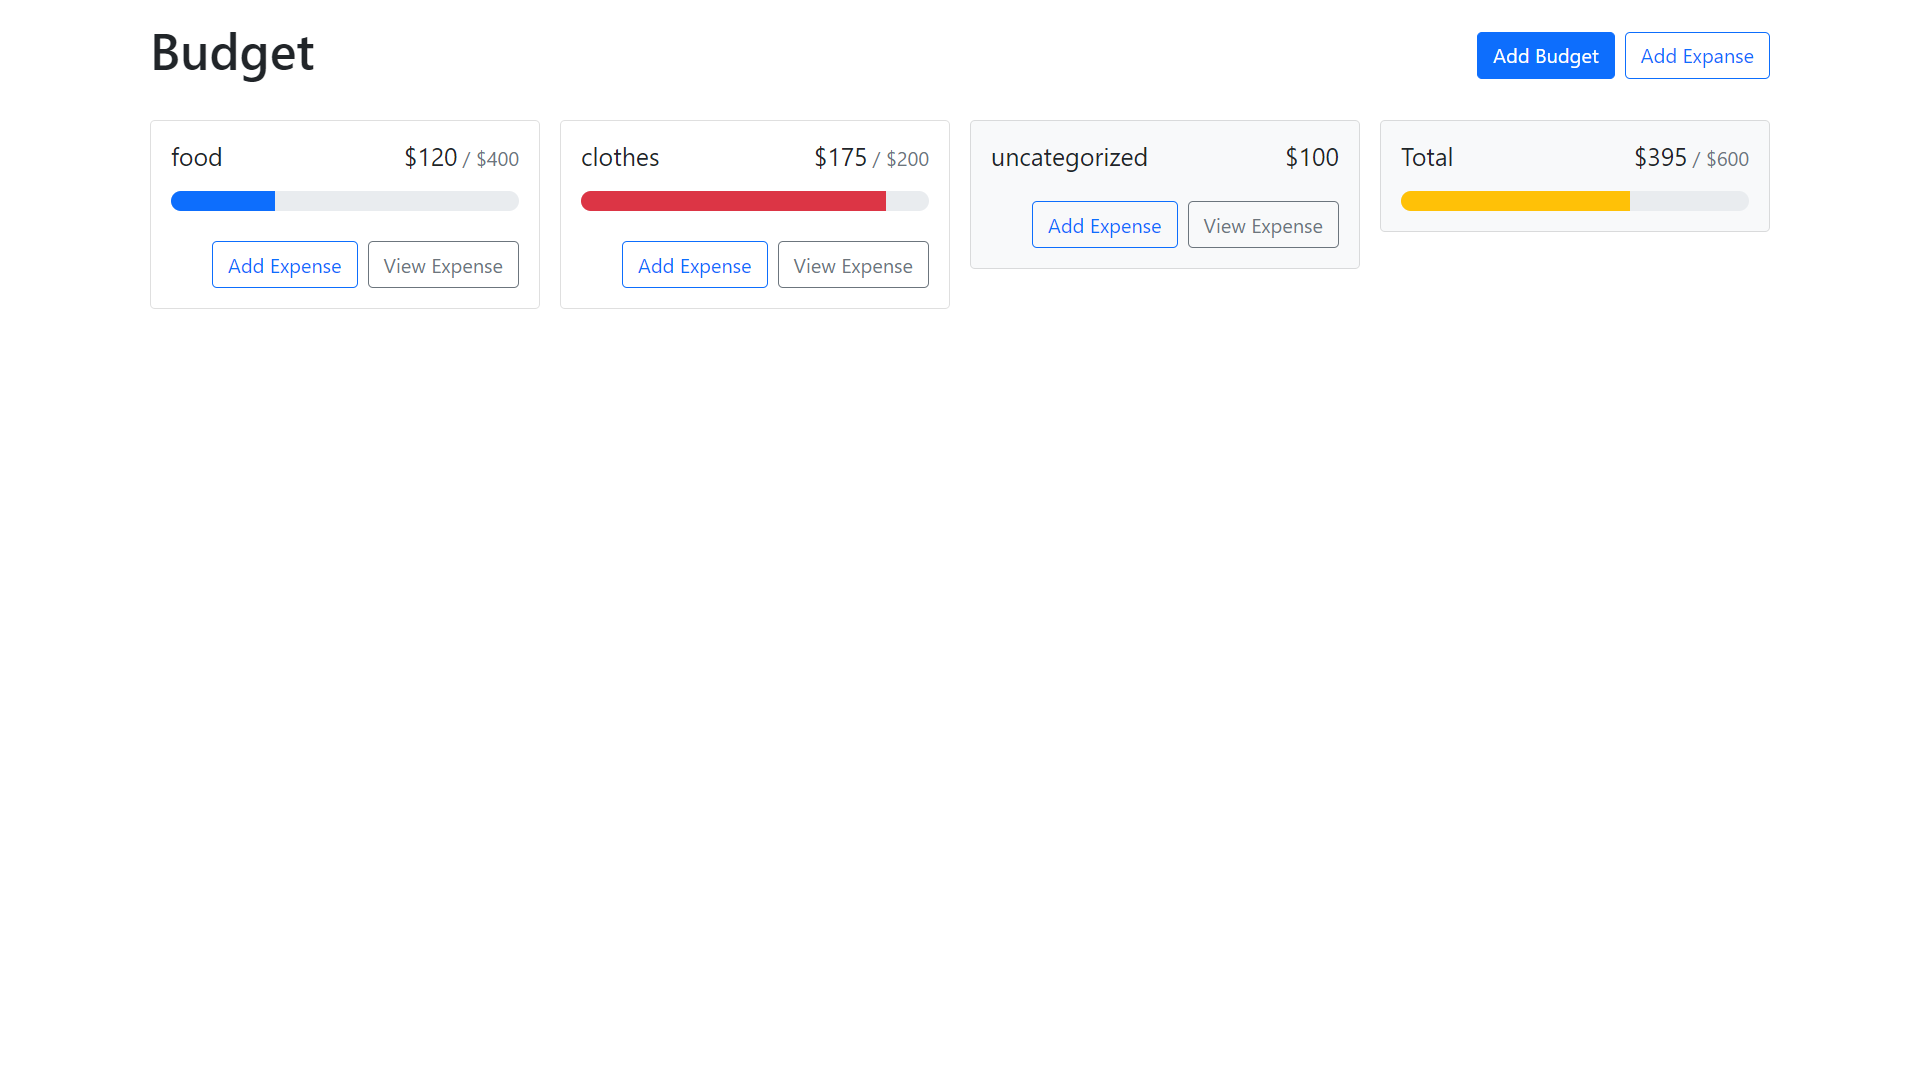 Budget
Add Budget
Add Expanse
food $120 / $400
Add Expense View Expense
clothes $175 / $200
Add Expense View Expense
uncategorized $100
Add Expense View Expense
Total $395 / $600